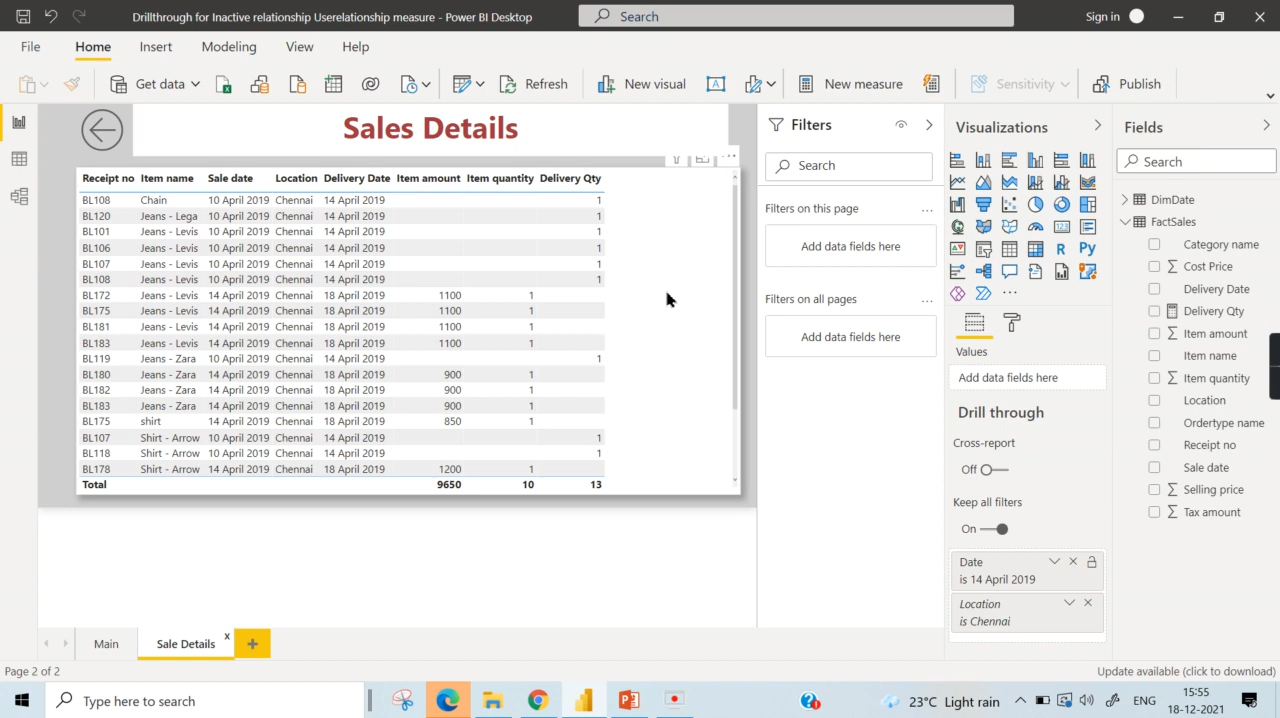 Drillthrough for Inactive relationship Userelationship measure - Power BI Desktop
Search
Sign in
File
Home
Insert
Modeling
View
Help
Get data
Refresh
New visual
New measure
Sensitivity
Publish
Sales Details
Receipt no Item name Sale date Location Delivery Date Item amount Item quantity Delivery Qty
BL108 Chain 10 April 2019 Chennai 14 April 2019 1
BL120 Jeans - Lega 10 April 2019 Chennai 14 April 2019 1
BL101 Jeans - Levis 10 April 2019 Chennai 14 April 2019 1
BL106 Jeans - Levis 10 April 2019 Chennai 14 April 2019 1
BL107 Jeans - Levis 10 April 2019 Chennai 14 April 2019 1
BL108 Jeans - Levis 10 April 2019 Chennai 14 April 2019 1
BL172 Jeans - Levis 14 April 2019 Chennai 18 April 2019 1100 1
BL175 Jeans - Levis 14 April 2019 Chennai 18 April 2019 1100 1
BL181 Jeans - Levis 14 April 2019 Chennai 18 April 2019 1100 1
BL183 Jeans - Levis 14 April 2019 Chennai 18 April 2019 1100 1
BL119 Jeans - Zara 10 April 2019 Chennai 14 April 2019 1
BL180 Jeans - Zara 14 April 2019 Chennai 18 April 2019 900 1
BL182 Jeans - Zara 14 April 2019 Chennai 18 April 2019 900 1
BL183 Jeans - Zara 14 April 2019 Chennai 18 April 2019 900 1
BL175 shirt 14 April 2019 Chennai 18 April 2019 850 1
BL107 Shirt - Arrow 10 April 2019 Chennai 14 April 2019 1
BL118 Shirt - Arrow 10 April 2019 Chennai 14 April 2019 1
BL178 Shirt - Arrow 14 April 2019 Chennai 18 April 2019 1200 1
Total 9650 10 13
Filters
Search
Filters on this page
Add data fields here
Filters on all pages
Add data fields here
Visualizations
R
Py
Values
Add data fields here
Drill through
Cross-report
Off
Keep all filters
On
Date
is 14 April 2019
Location
is Chennai
Fields
Search
DimDate
FactSales
Category name
Cost Price
Delivery Date
Delivery Qty
Item amount
Item name
Item quantity
Location
Ordertype name
Receipt no
Sale date
Selling price
Tax amount
Main
Sale Details
Page 2 of 2
Update available (click to download)
Type here to search
23°C Light rain
ENG
15:55
18-12-2021